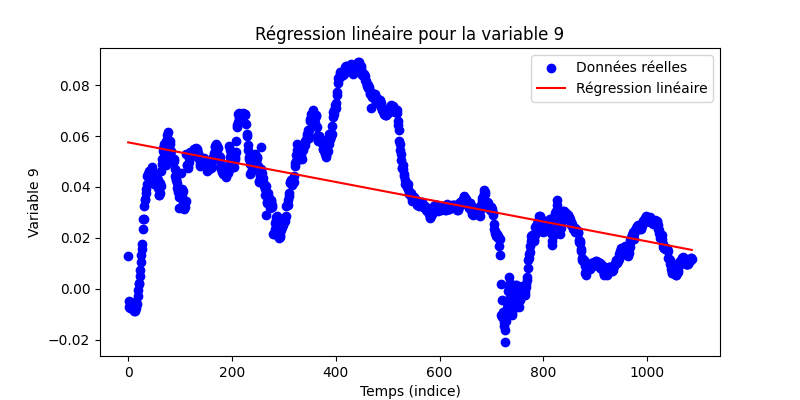 Régression linéaire pour la variable 9
Données réelles
Régression linéaire
Variable 9
0.08
0.06
0.04
0.02
0.00
−0.02
0 200 400 600 800 1000
Temps (indice)